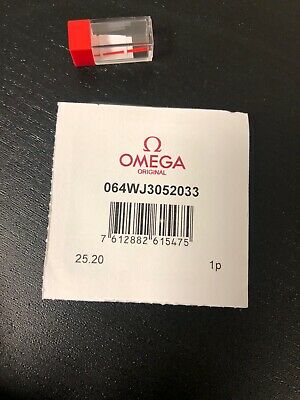 Ω
OMEGA
ORIGINAL
064WJ3052033
7 612882 615475
25.20 1p